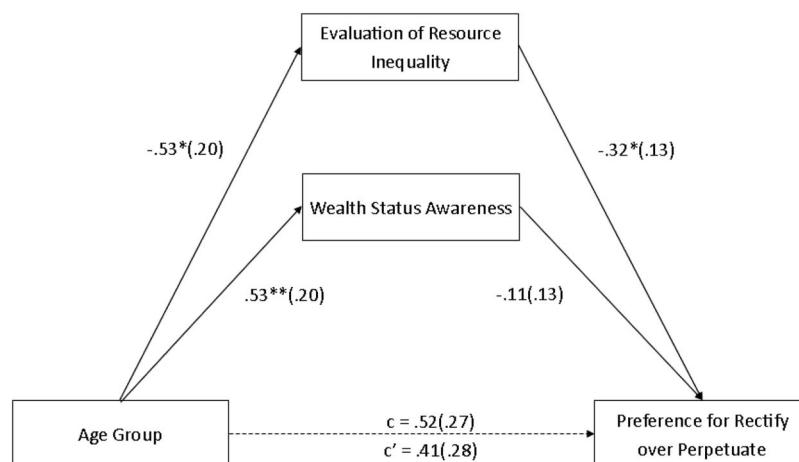 Evaluation of Resource
Inequality
-.53*(.20)
-.32*(.13)
Wealth Status Awareness
.53**(.20)
-.11(.13)
Age Group
c = .52(.27)
c’ = .41(.28)
Preference for Rectify
over Perpetuate